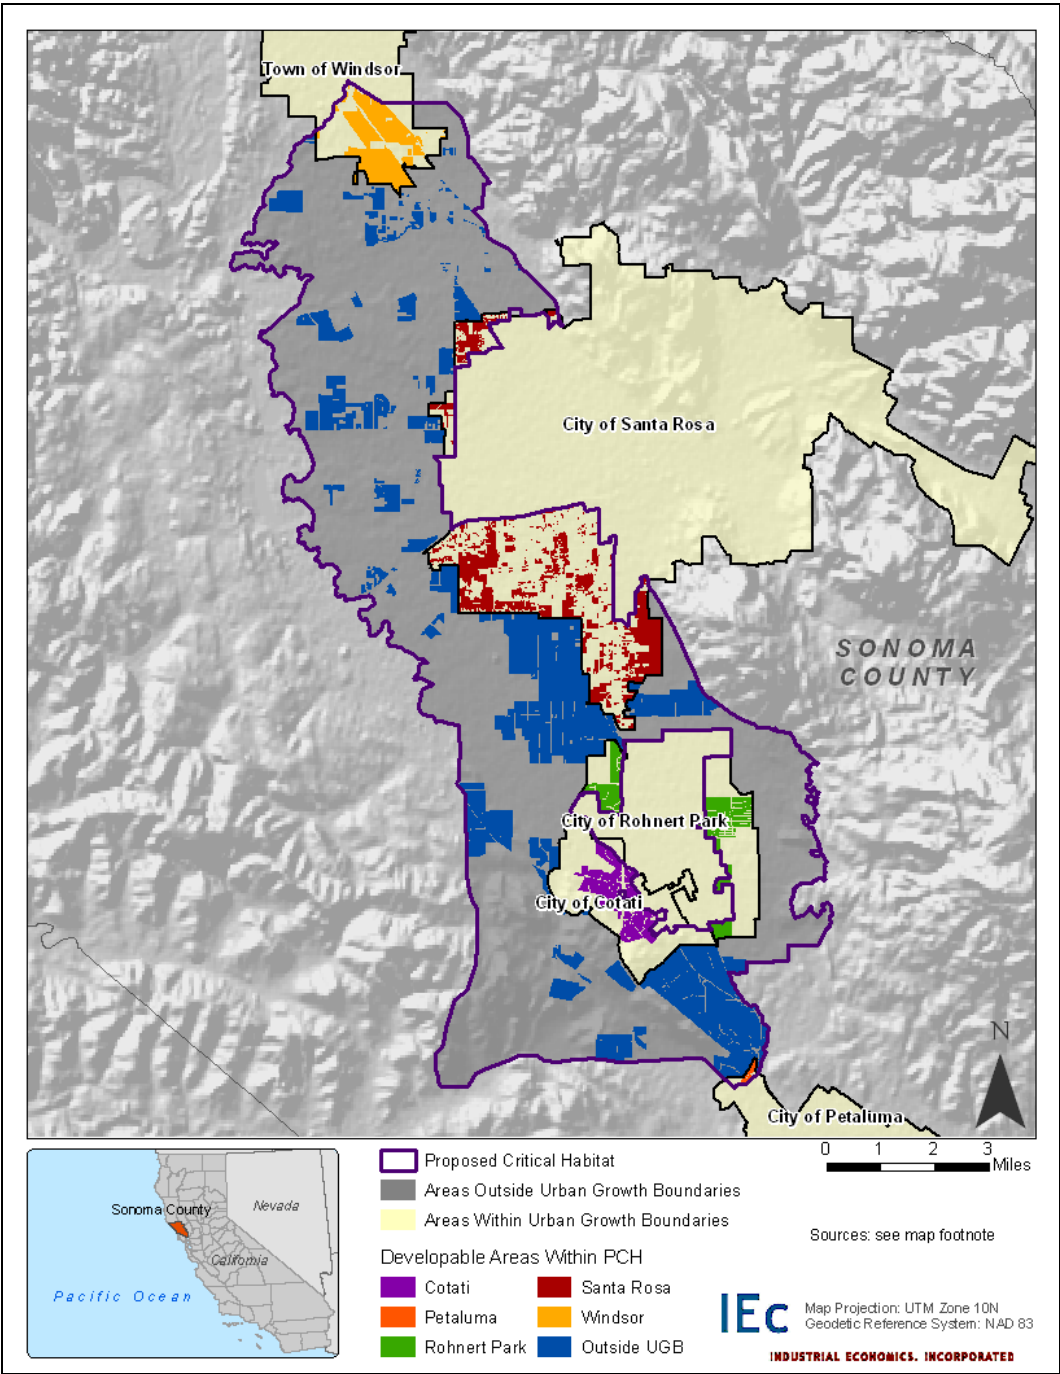 Town of Windsor
City of Santa Rosa
SONOMA
COUNTY
City of Rohnert Park
City of Cotati
N
City of Petaluma
0 1 2 3
Miles
Sonoma County
Nevada
California
Pacific Ocean
Proposed Critical Habitat
Areas Outside Urban Growth Boundaries
Areas Within Urban Growth Boundaries
Developable Areas Within PCH
Cotati
Santa Rosa
Petaluma
Windsor
Rohnert Park
Outside UGB
Sources: see map footnote
IEc
Map Projection: UTM Zone 10N
Geodetic Reference System: NAD 83
INDUSTRIAL ECONOMICS, INCORPORATED